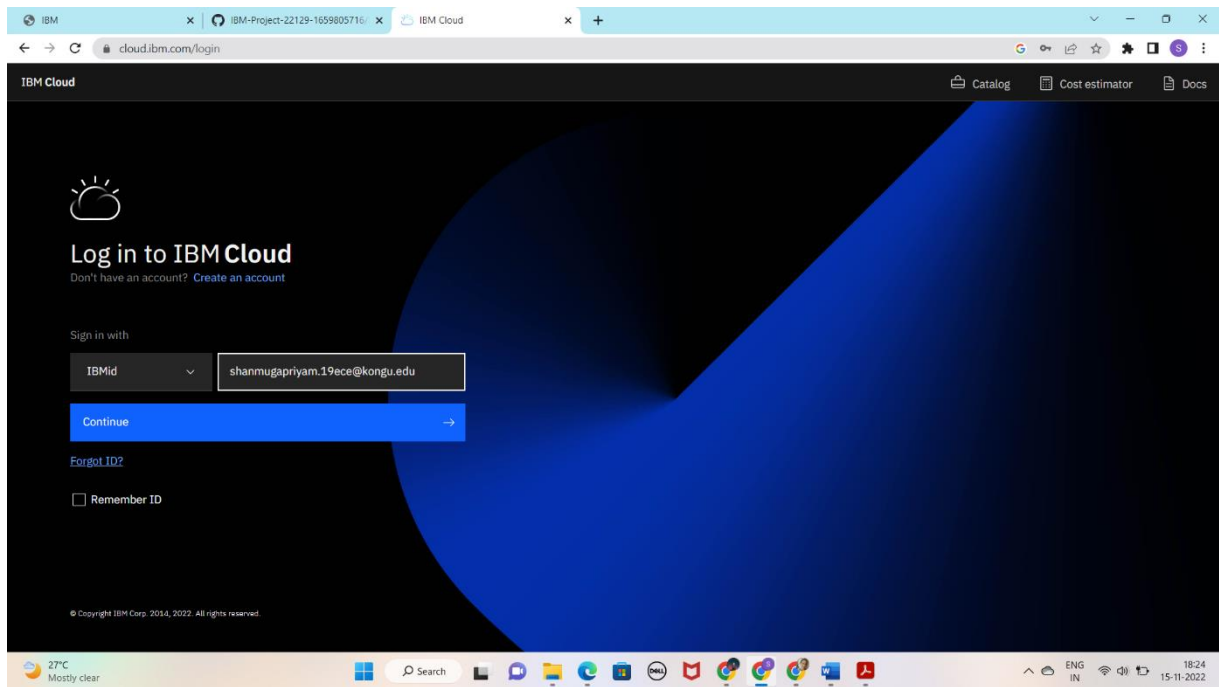 IBM
IBM-Project-22129-1659805716/
IBM Cloud
cloud.ibm.com/login
G
S
IBM Cloud
Catalog
Cost estimator
Docs
Log in to IBM Cloud
Don't have an account? Create an account
Sign in with
IBMid
shanmugapriyam.19ece@kongu.edu
Continue
Forgot ID?
Remember ID
© Copyright IBM Corp. 2014, 2022. All rights reserved.
27°C
Mostly clear
Search
DELL
W
ENG
IN
18:24
15-11-2022